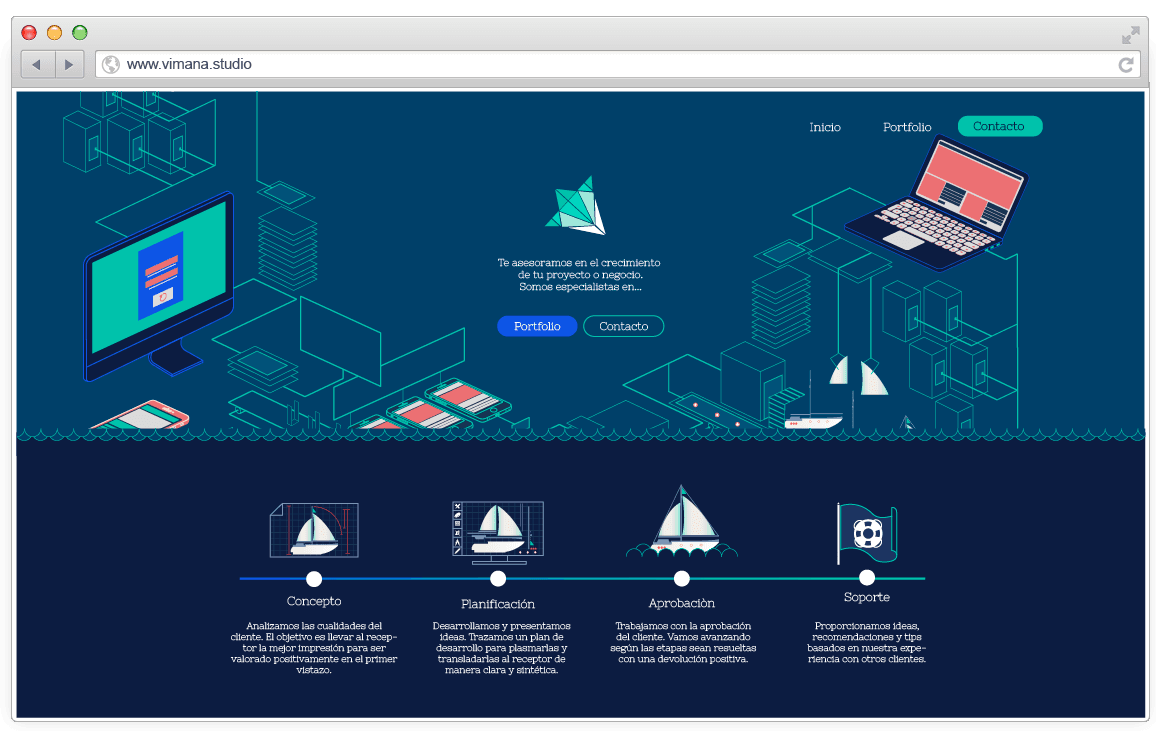 www.vimana.studio
Inicio
Portfolio
Contacto
Te asesoramos en el crecimiento
de tu proyecto o negocio.
Somos especialistas en...
Portfolio
Contacto
Concepto
Analizamos las cualidades del
cliente. El objetivo es llevar al recep-
tor la mejor impresión para ser
valorado positivamente en el primer
vistazo.
Planificación
Desarrollamos y presentamos
ideas. Trazamos un plan de
desarrollo para plasmarlas y
transladarlas al receptor de
manera clara y sintética.
Aprobaciòn
Trabajamos con la aprobación
del cliente. Vamos avanzando
según las etapas sean resueltas
con una devolución positiva.
Soporte
Proporcionamos ideas,
recomendaciones y tips
basados en nuestra expe-
riencia con otros clientes.